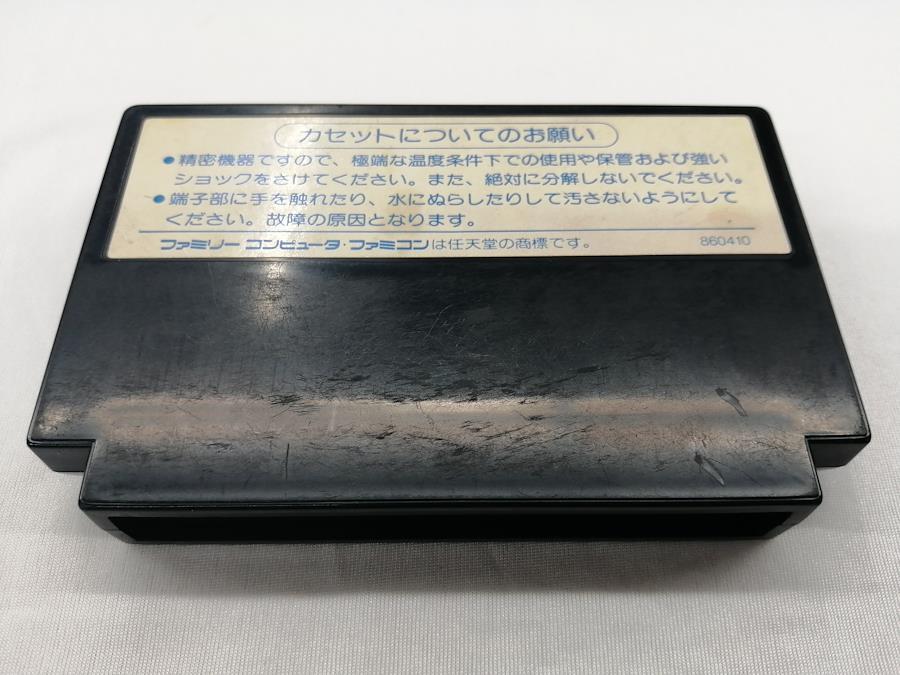 カセットについてのお願い
●精密機器ですので、極端な温度条件下での使用や保管および強い
ショックをさけてください。また、絶対に分解しないでください。
●端子部に手を触れたり、水にぬらしたりして汚さないようにして
ください。故障の原因となります。
ファミリー コンピュータ・ファミコンは任天堂の商標です。 860410